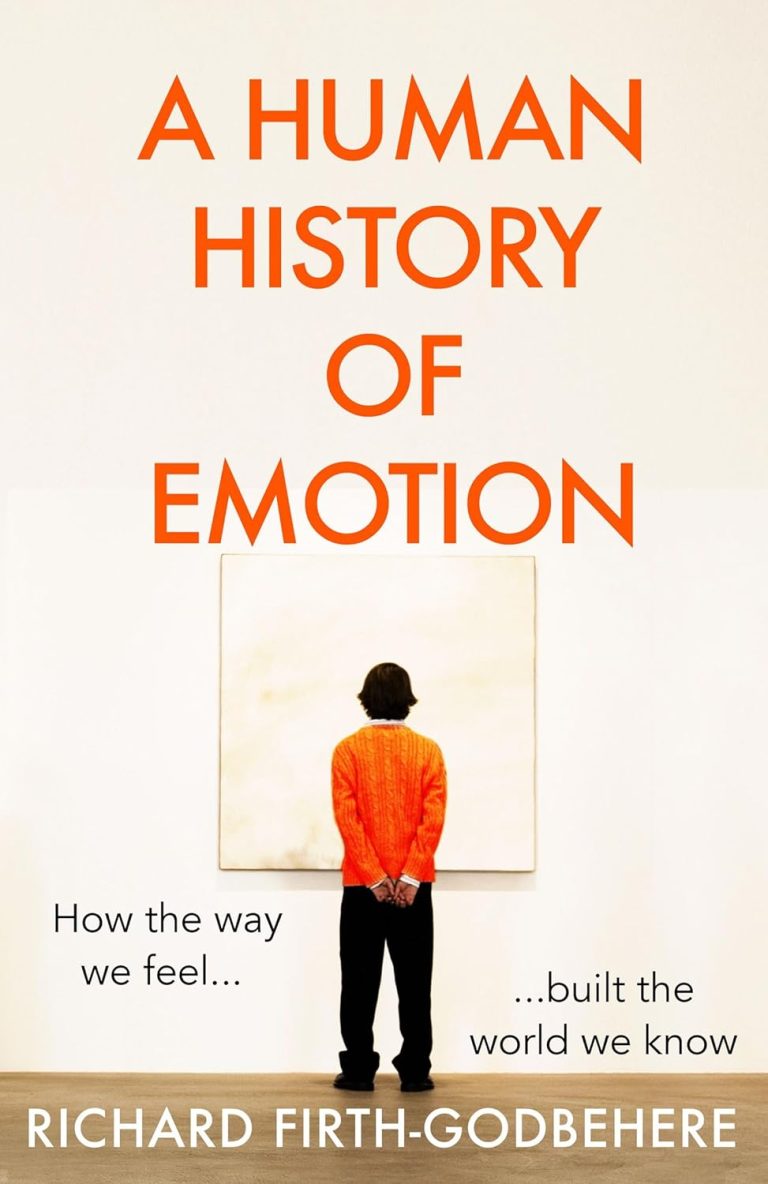 A HUMAN
HISTORY
OF
EMOTION
How the way
we feel...
...built the
world we know
RICHARD FIRTH-GODBEHERE